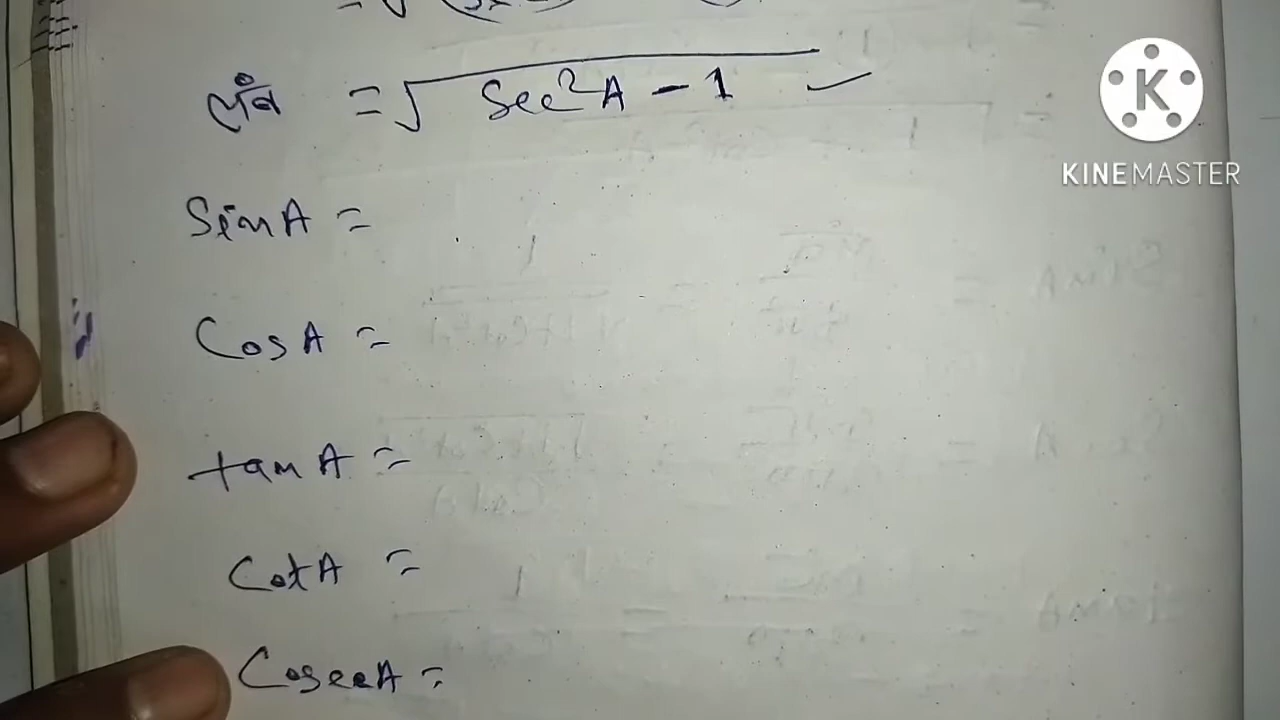 लंब = √Sec²A - 1
SinA =
CosA =
tanA =
CotA =
CosecA =
K
KINEMASTER